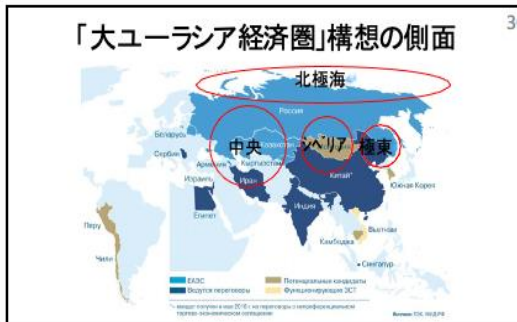 「大ユーラシア経済圏」構想の側面
3
北極海
Россия
Беларусь
中央
シベリア
極東
Казахстан
Сербия
Армения
Кыргызстан
Израиль
Иран
Китай*
Южная Корея
Египет
Индия
Вьетнам
Перу
Камбоджа
Чили
Сингапур
ЕАЭС
Потенциальные кандидаты
Ведутся переговоры
Функционирующая ЗСТ